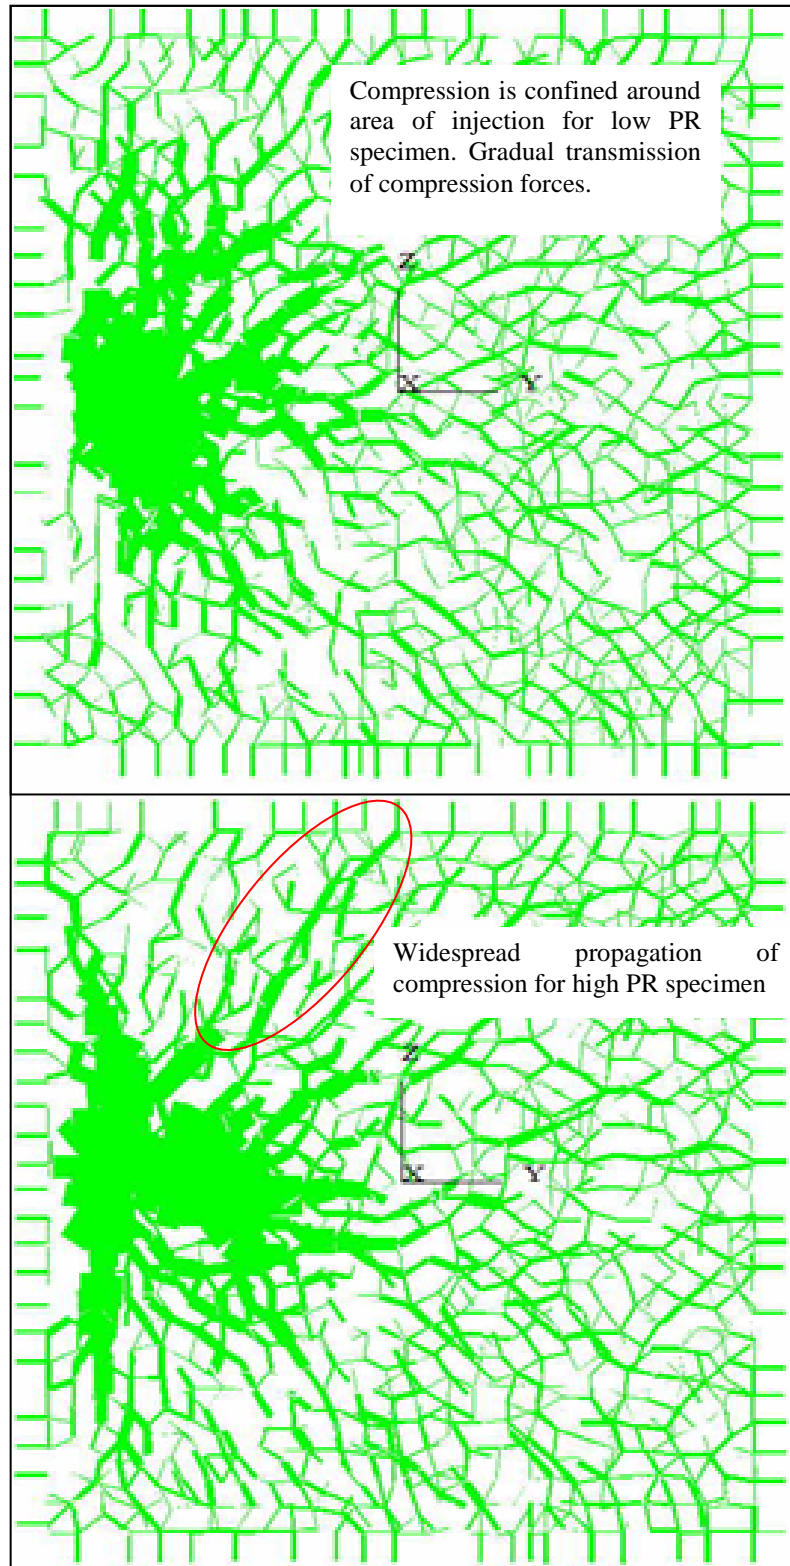 Compression is confined around
area of injection for low PR
specimen. Gradual transmission
of compression forces.
Z
X Y
Widespread propagation of
compression for high PR specimen
Z
X Y